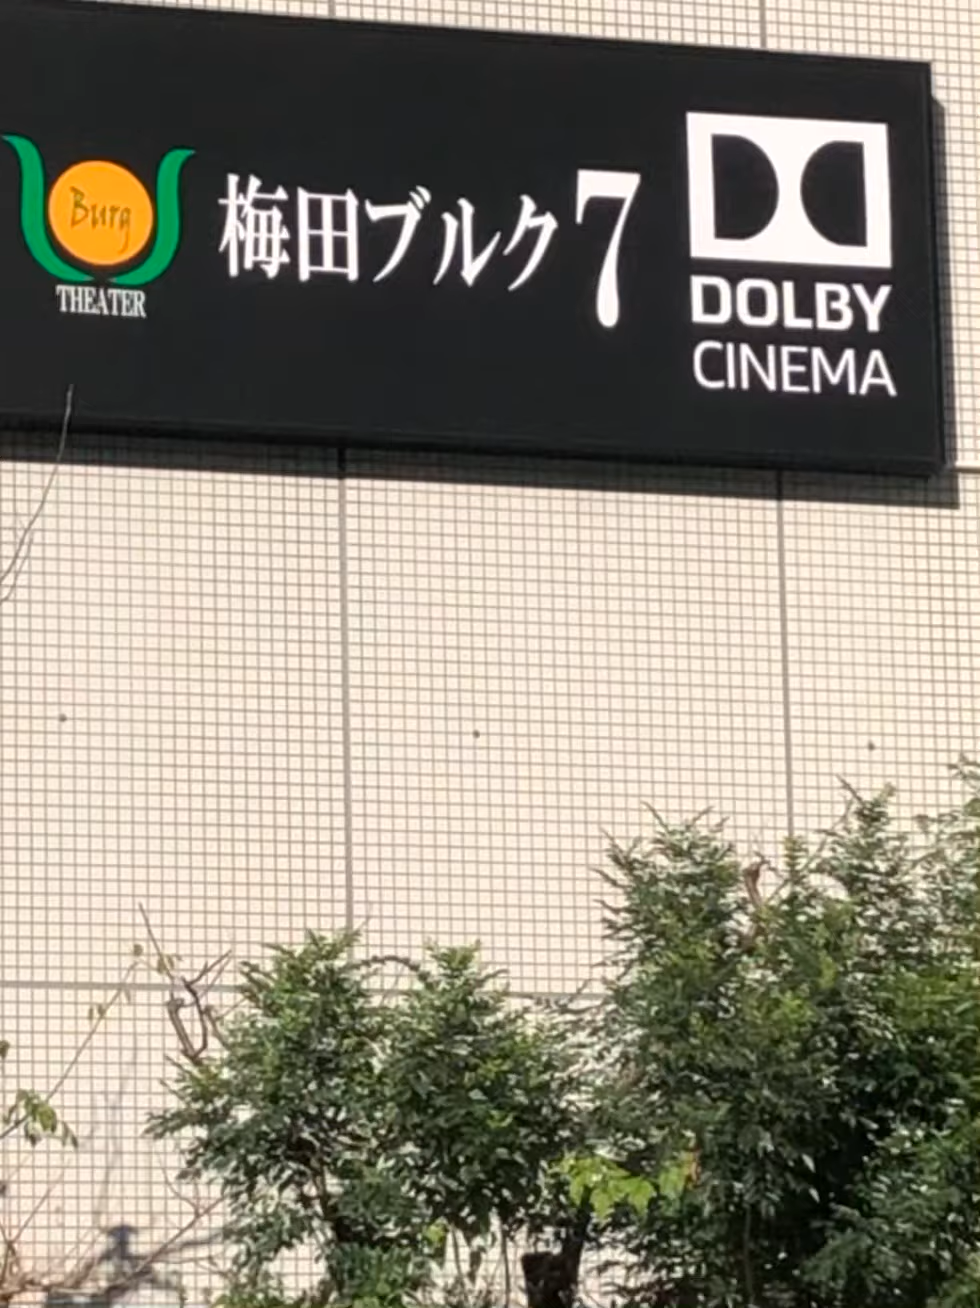 Burg
THEATER
梅田ブルク7
DOLBY
CINEMA